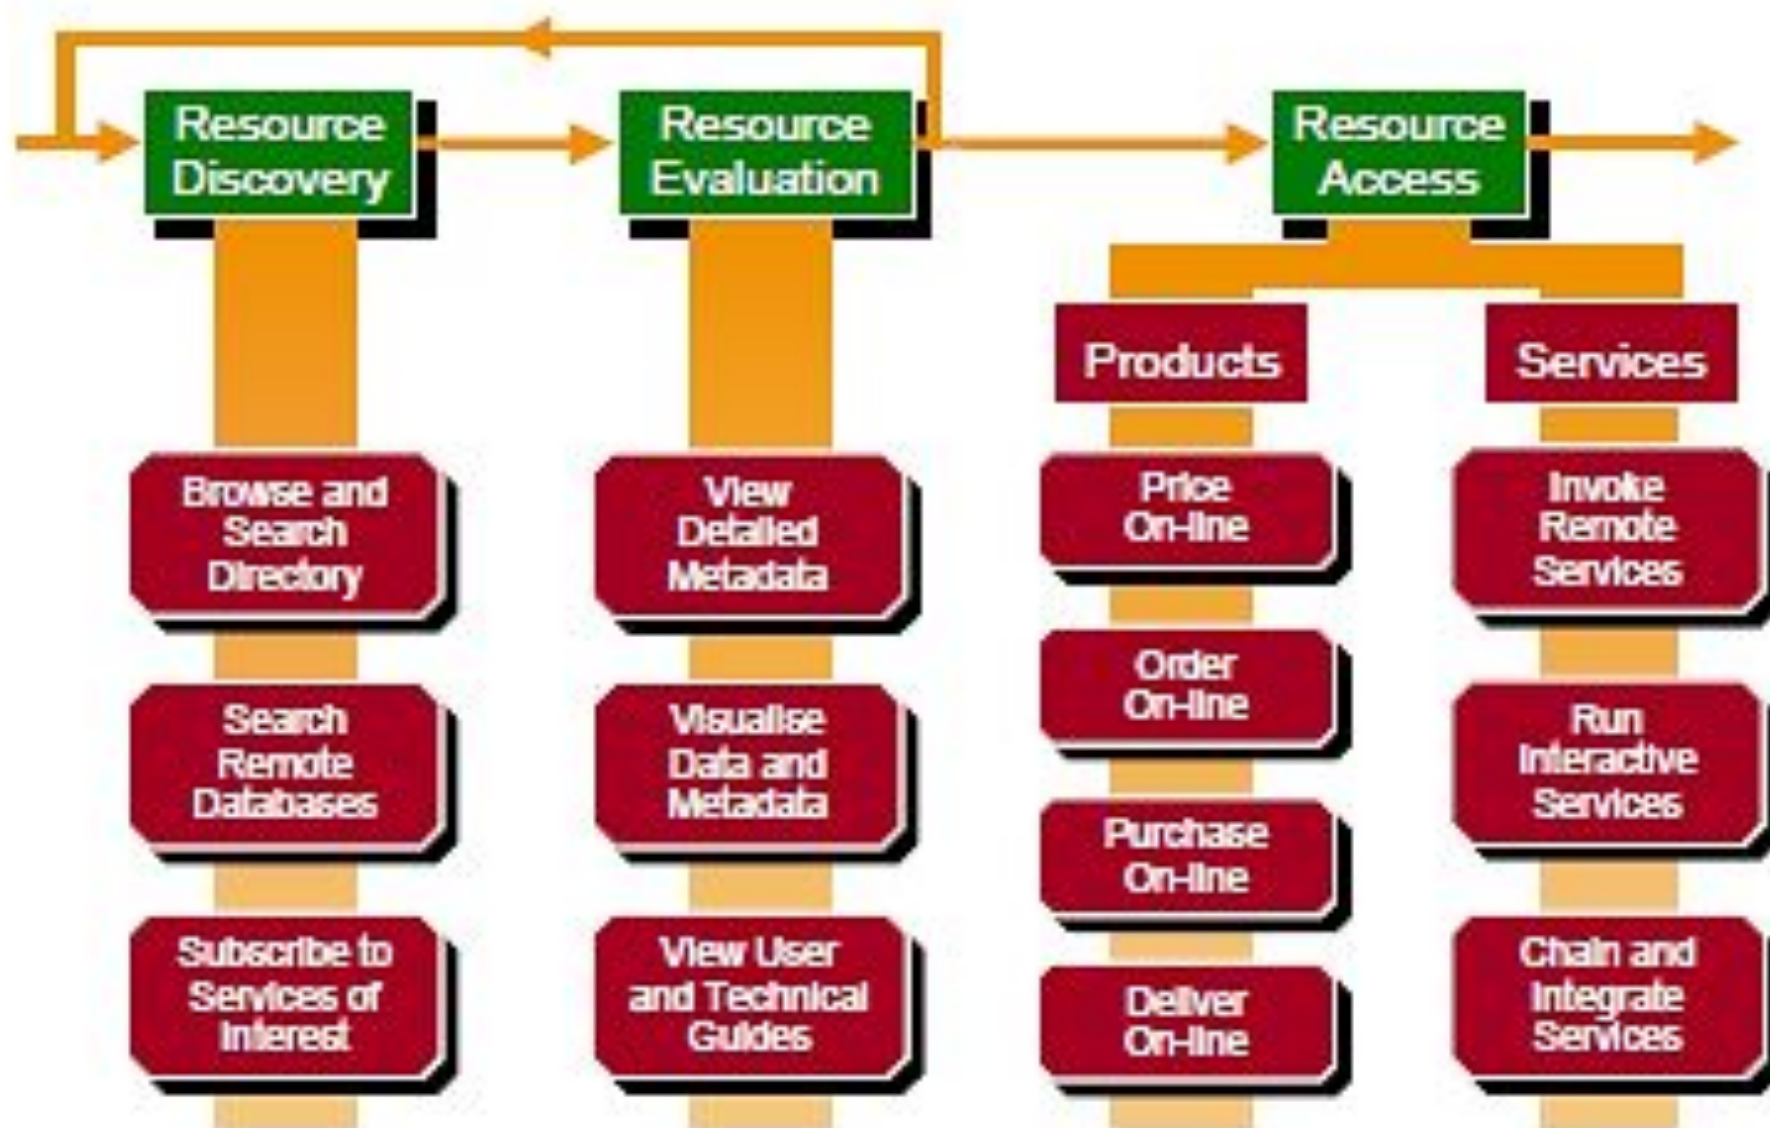 Resource
Discovery
Resource
Evaluation
Resource
Access
Products
Services
Browse and
Search
Directory
Search
Remote
Databases
Subscribe to
Services of
Interest
View
Detailed
Metadata
Visualise
Data and
Metadata
View User
and Technical
Guides
Price
On-line
Order
On-line
Purchase
On-line
Deliver
On-line
Invoke
Remote
Services
Run
Interactive
Services
Chain and
Integrate
Services